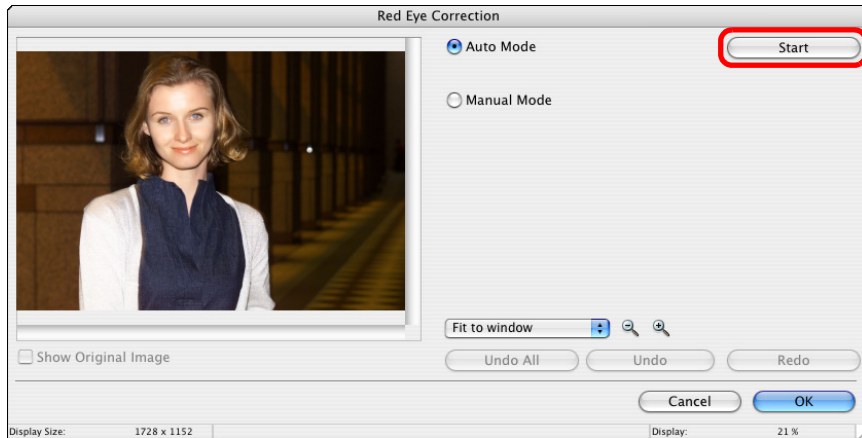 Red Eye Correction
Auto Mode
Start
Manual Mode
Fit to window
Show Original Image
Undo All
Undo
Redo
Cancel
OK
Display Size: 1728 x 1152
Display: 21 %